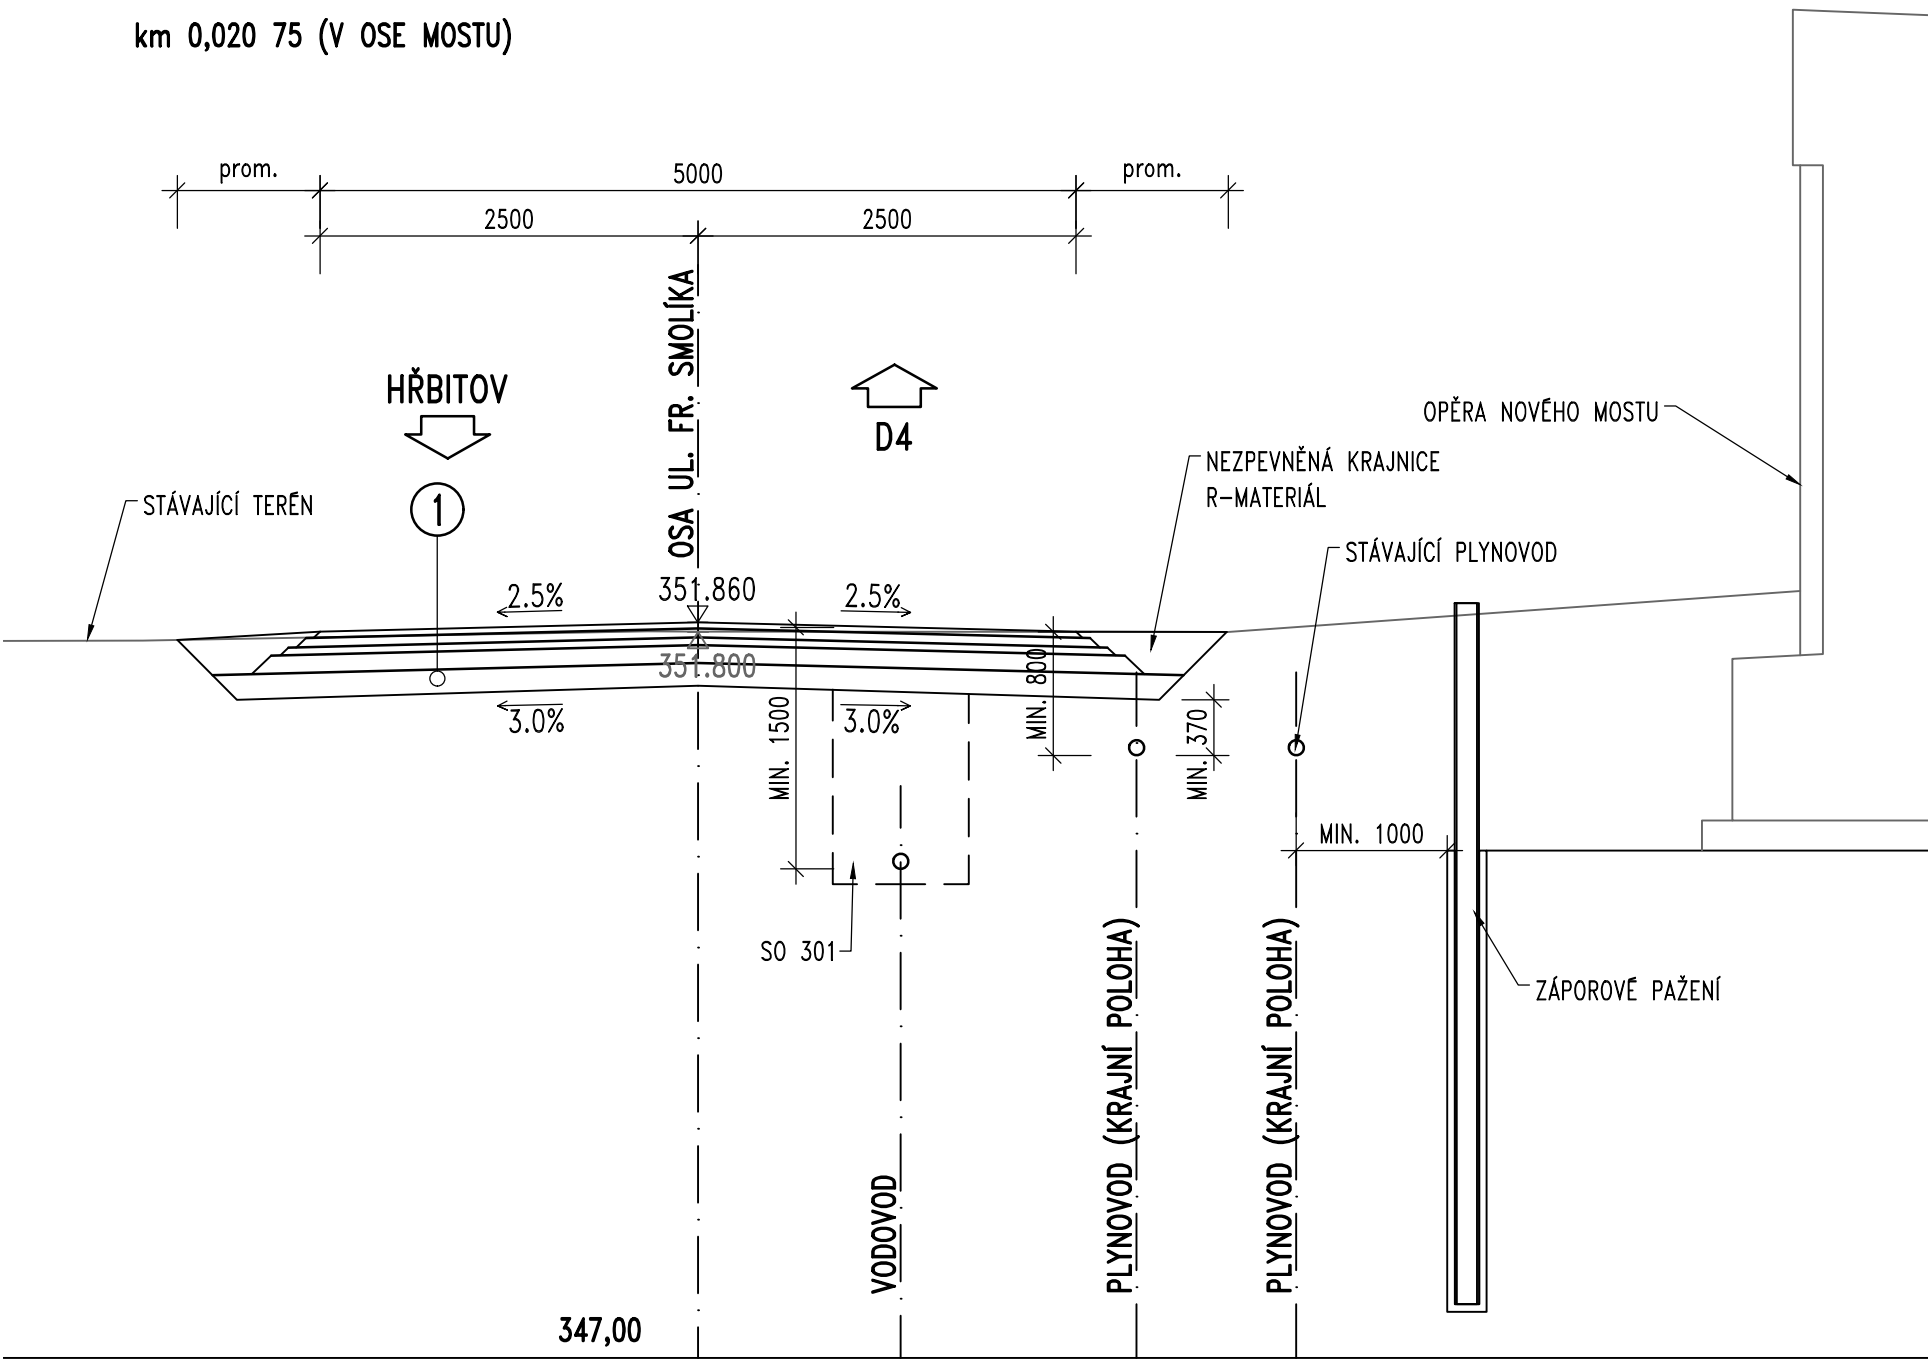 km 0,020 75 (V OSE MOSTU)
prom.
5000
prom.
2500
2500
OSA UL. FR. SMOLÍKA
HŘBITOV
D4
OPĚRA NOVÉHO MOSTU
NEZPEVNĚNÁ KRAJNICE
R-MATERIÁL
STÁVAJÍCÍ TERÉN
1
STÁVAJÍCÍ PLYNOVOD
2.5%
351.860
2.5%
351.800
3.0%
3.0%
MIN. 1500
MIN. 800
MIN. 370
MIN. 1000
SO 301
ZÁPOROVÉ PAŽENÍ
VODOVOD
PLYNOVOD (KRAJNÍ POLOHA)
PLYNOVOD (KRAJNÍ POLOHA)
347,00